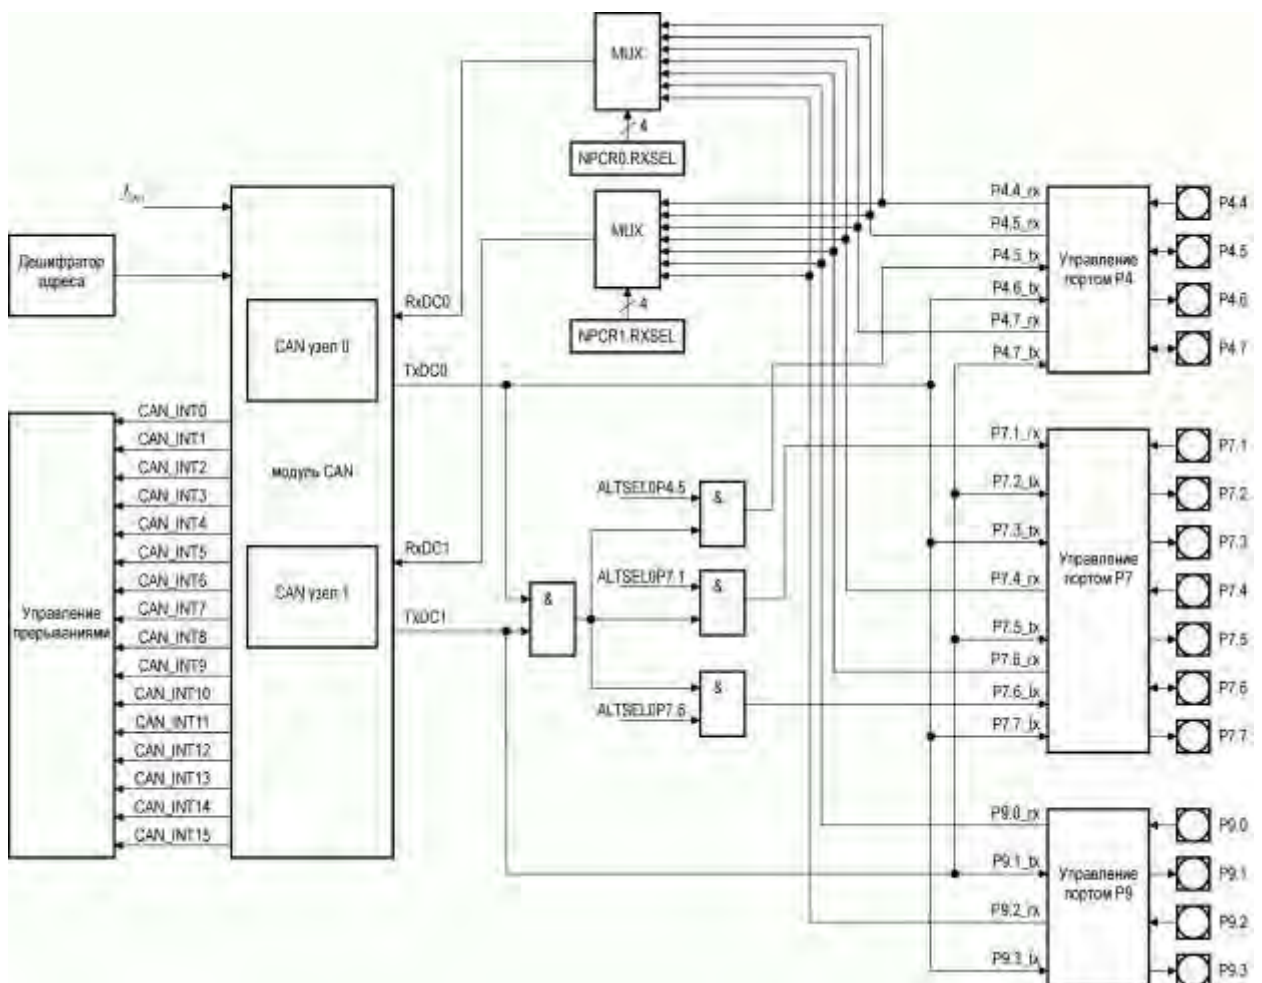 MUX
4
NPCR0.RXSEL
MUX
4
NPCR1.RXSEL
Дешифратор
адреса
CAN узел 0
модуль CAN
CAN узел 1
RxDC0
TxDC0
RxDC1
TxDC1
CAN_INT0
CAN_INT1
CAN_INT2
CAN_INT3
CAN_INT4
CAN_INT5
CAN_INT6
CAN_INT7
CAN_INT8
CAN_INT9
CAN_INT10
CAN_INT11
CAN_INT12
CAN_INT13
CAN_INT14
CAN_INT15
Управление
прерываниями
&
ALTSEL0P4.5
&
ALTSEL0P7.1
&
ALTSEL0P7.6
&
P4.4_rx
P4.5_rx
P4.5_tx
P4.6_tx
P4.7_rx
P4.7_tx
Управление
портом P4
P4.4
P4.5
P4.6
P4.7
P7.1_rx
P7.2_tx
P7.3_tx
P7.4_rx
P7.5_tx
P7.6_rx
P7.6_tx
P7.7_tx
Управление
портом P7
P7.1
P7.2
P7.3
P7.4
P7.5
P7.6
P7.7
P9.0_rx
P9.1_tx
P9.2_rx
P9.3_tx
Управление
портом P9
P9.0
P9.1
P9.2
P9.3